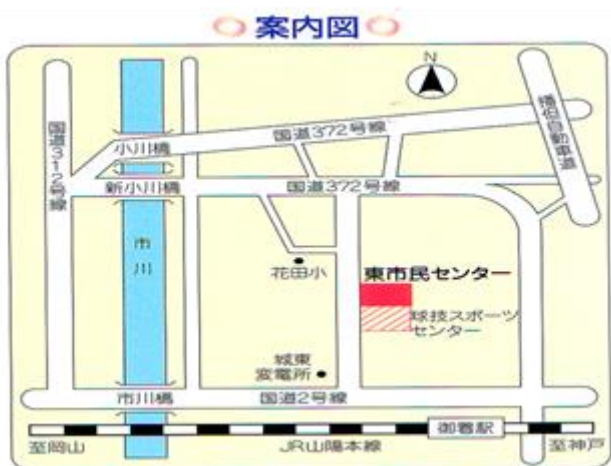 案内図
N
国道372号線
小川橋
国道312号線
播但自動車道
新小川橋
国道372号線
市川
花田小
東市民センター
球技スポーツ
センター
城東
変電所
市川橋
国道2号線
御着駅
至岡山
JR山陽本線
至神戸